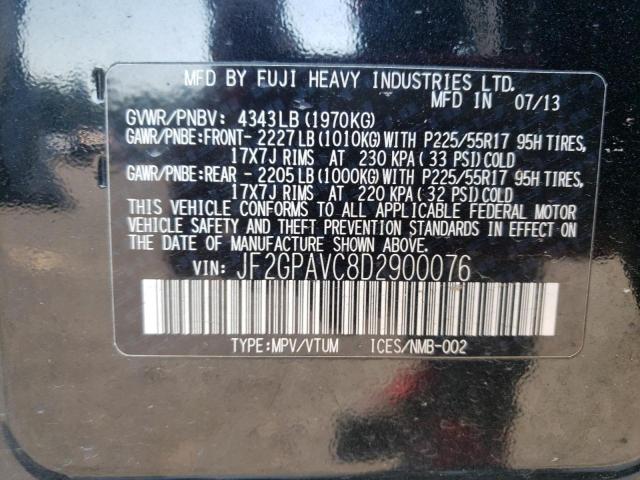 MFD BY FUJI HEAVY INDUSTRIES LTD.
MFD IN 07/13
GVWR/PNBV: 4343LB(1970KG)
GAWR/PNBE:FRONT- 2227LB(1010KG)WITH P225/55R17 95H TIRES,
17X7J RIMS AT 230 KPA(33 PSI)COLD
GAWR/PNBE:REAR - 2205LB(1000KG)WITH P225/55R17 95H TIRES,
17X7J RIMS AT 220 KPA(32 PSI)COLD
THIS VEHICLE CONFORMS TO ALL APPLICABLE FEDERAL MOTOR
VEHICLE SAFETY AND THEFT PREVENTION STANDARDS IN EFFECT ON
THE DATE OF MANUFACTURE SHOWN ABOVE.
VIN: JF2GPAVC8D2900076
TYPE:MPV/VTUM ICES/NMB-002